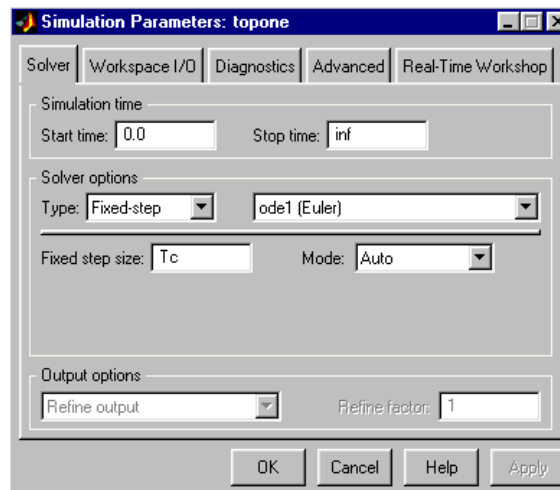 Simulation Parameters: topone
Solver Workspace I/O Diagnostics Advanced Real-Time Workshop
Simulation time
Start time: 0.0 Stop time: inf
Solver options
Type: Fixed-step ode1 (Euler)
Fixed step size: Tc Mode: Auto
Output options
Refine output Refine factor: 1
OK Cancel Help Apply